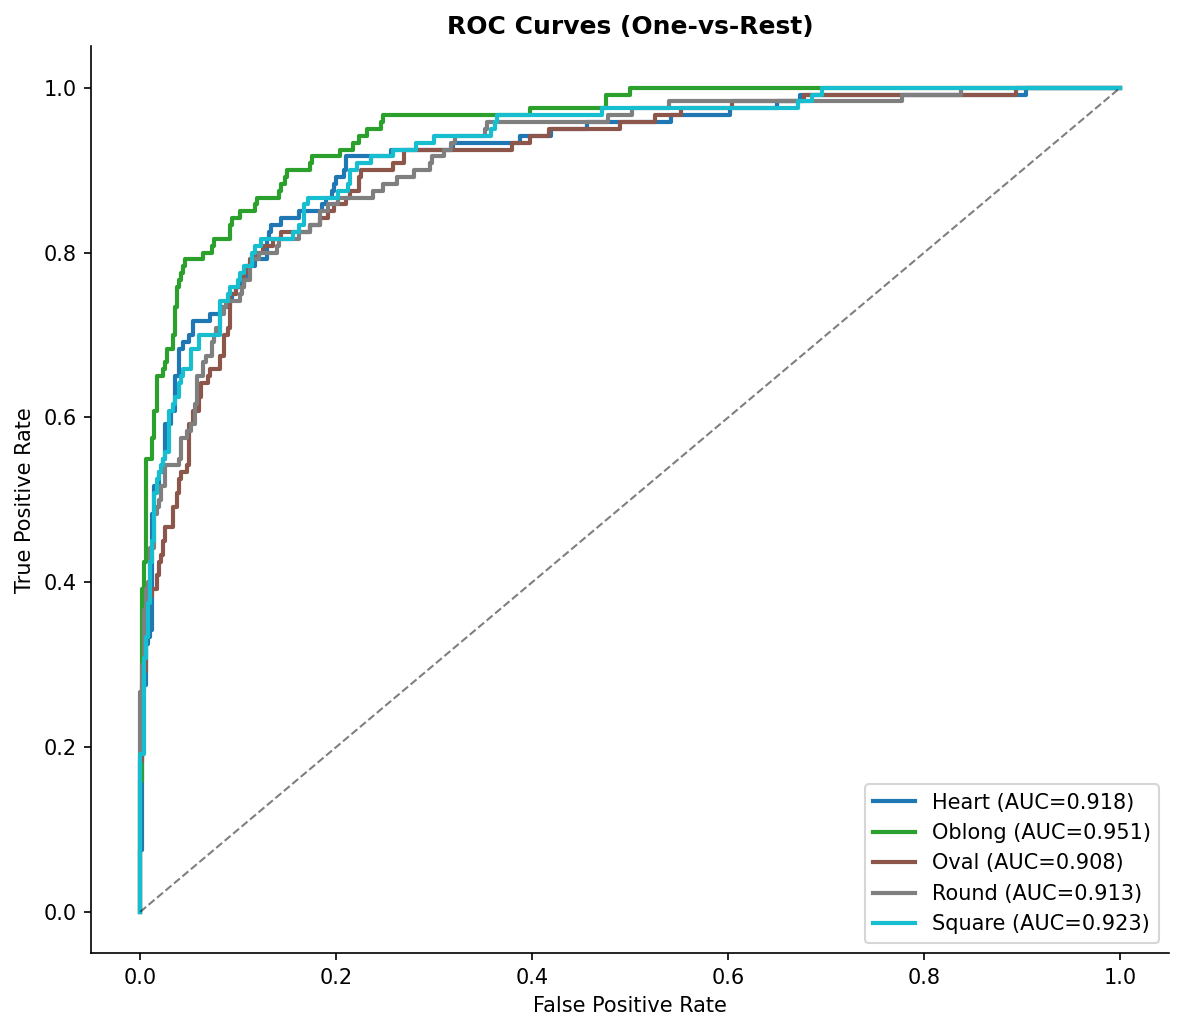 ROC Curves (One-vs-Rest)
True Positive Rate
1.0
0.8
0.6
0.4
0.2
0.0
0.0 0.2 0.4 0.6 0.8 1.0
False Positive Rate
Heart (AUC=0.918)
Oblong (AUC=0.951)
Oval (AUC=0.908)
Round (AUC=0.913)
Square (AUC=0.923)